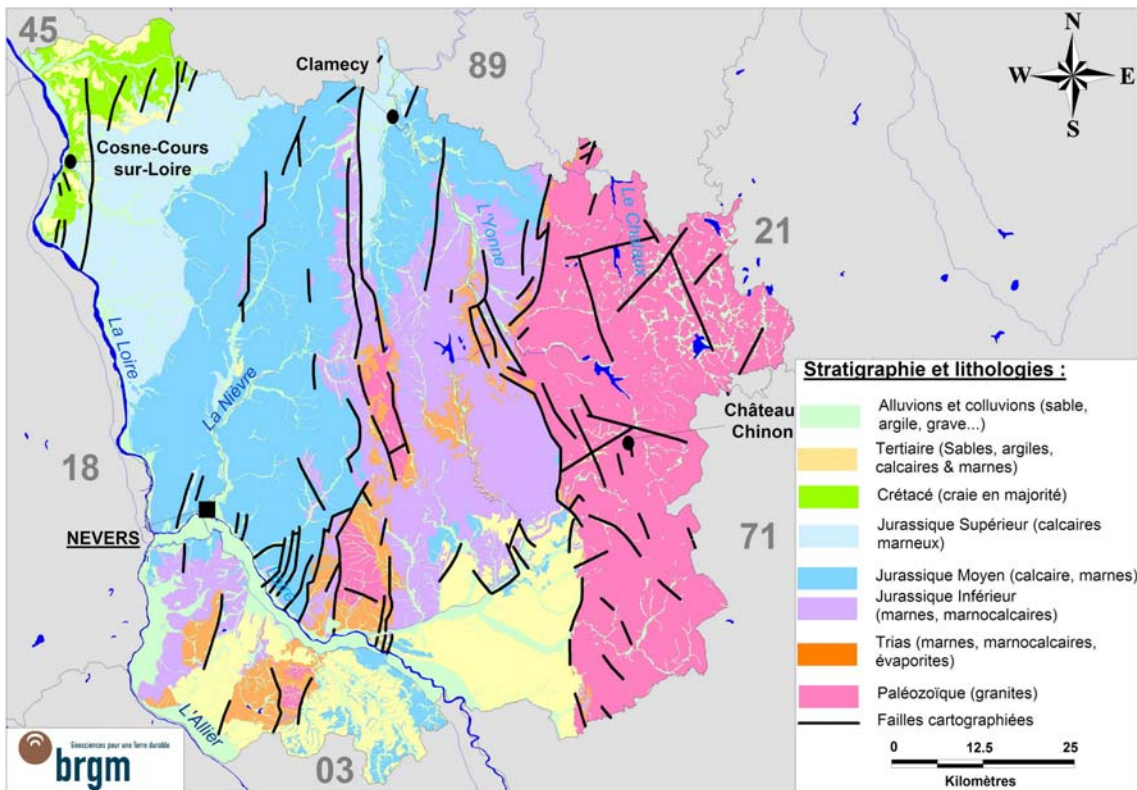 45
Clamecy
89
N
W
E
S
Cosne-Cours
sur-Loire
L'Yonne
Le Chalaux
21
La Loire
La Nièvre
Château
Chinon
18
NEVERS
71
Loire
L'Allier
03
Stratigraphie et lithologies :
Alluvions et colluvions (sable,
argile, grave...)
Tertiaire (Sables, argiles,
calcaires & marnes)
Crétacé (craie en majorité)
Jurassique Supérieur (calcaires
marneux)
Jurassique Moyen (calcaire, marnes)
Jurassique Inférieur
(marnes, marnocalcaires)
Trias (marnes, marnocalcaires,
évaporites)
Paléozoïque (granites)
Failles cartographiées
0 12.5 25
Kilomètres
Géosciences pour une Terre durable
brgm